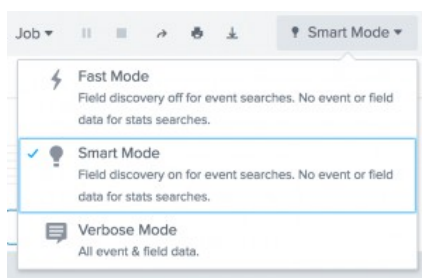 Job Smart Mode
Fast Mode
Field discovery off for event searches. No event or field
data for stats searches.
Smart Mode
Field discovery on for event searches. No event or field
data for stats searches.
Verbose Mode
All event & field data.